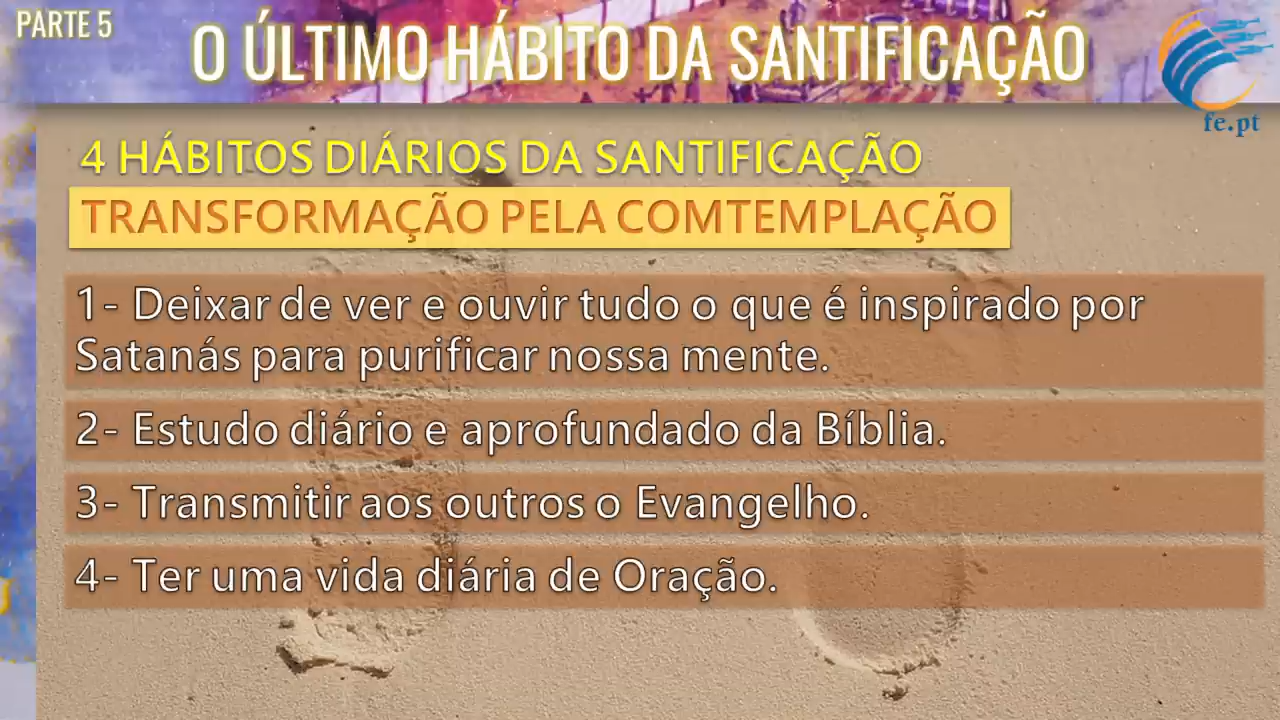 PARTE 5
O ÚLTIMO HÁBITO DA SANTIFICAÇÃO
fe.pt
4 HÁBITOS DIÁRIOS DA SANTIFICAÇÃO
TRANSFORMAÇÃO PELA COMTEMPLAÇÃO
1- Deixar de ver e ouvir tudo o que é inspirado por
Satanás para purificar nossa mente.
2- Estudo diário e aprofundado da Bíblia.
3- Transmitir aos outros o Evangelho.
4- Ter uma vida diária de Oração.